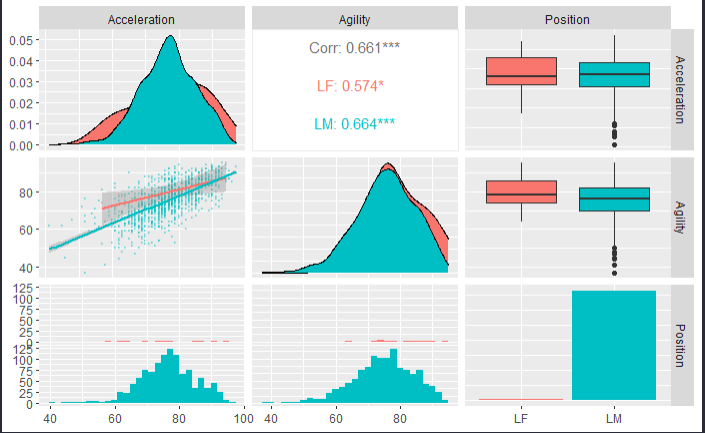 Acceleration Agility Position
0.05
0.04
0.03
0.02
0.01
0.00
Corr: 0.661***
LF: 0.574*
LM: 0.664***
Acceleration
80
60
40
Agility
125
100
75
50
25
0
125
100
75
50
25
0
Position
40 60 80 100 40 60 80 LF LM